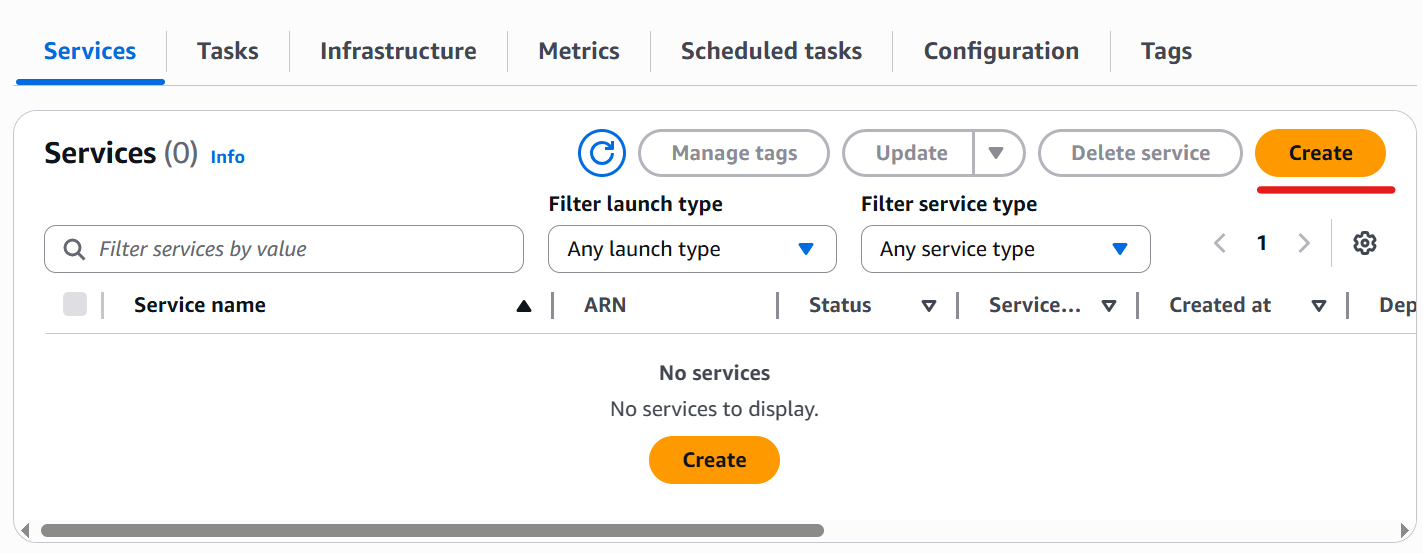 Services Tasks Infrastructure Metrics Scheduled tasks Configuration Tags
Services (0) Info Manage tags Update Delete service Create
Filter launch type Filter service type
Filter services by value Any launch type Any service type 1
Service name ARN Status Service... Created at Dep
No services
No services to display.
Create